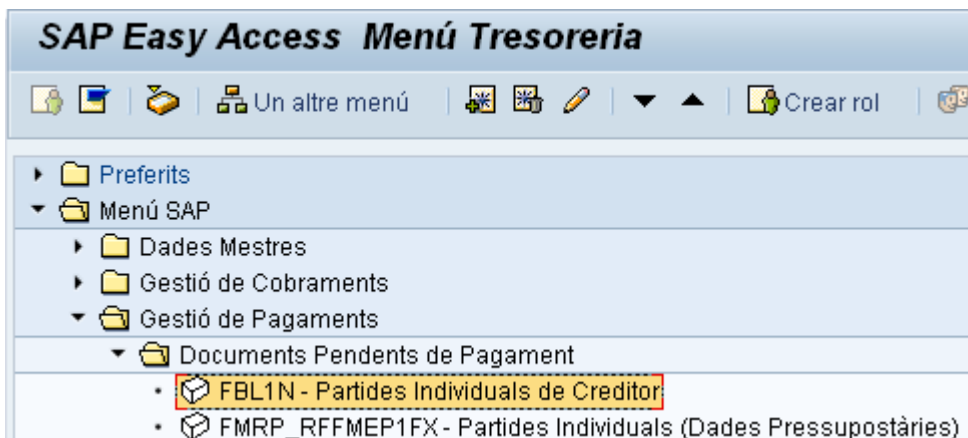 SAP Easy Access Menú Tresoreria
Un altre menú Crear rol
Preferits
Menú SAP
Dades Mestres
Gestió de Cobraments
Gestió de Pagaments
Documents Pendents de Pagament
FBL1N - Partides Individuals de Creditor
FMRP_RFFMEP1FX - Partides Individuals (Dades Pressupostàries)